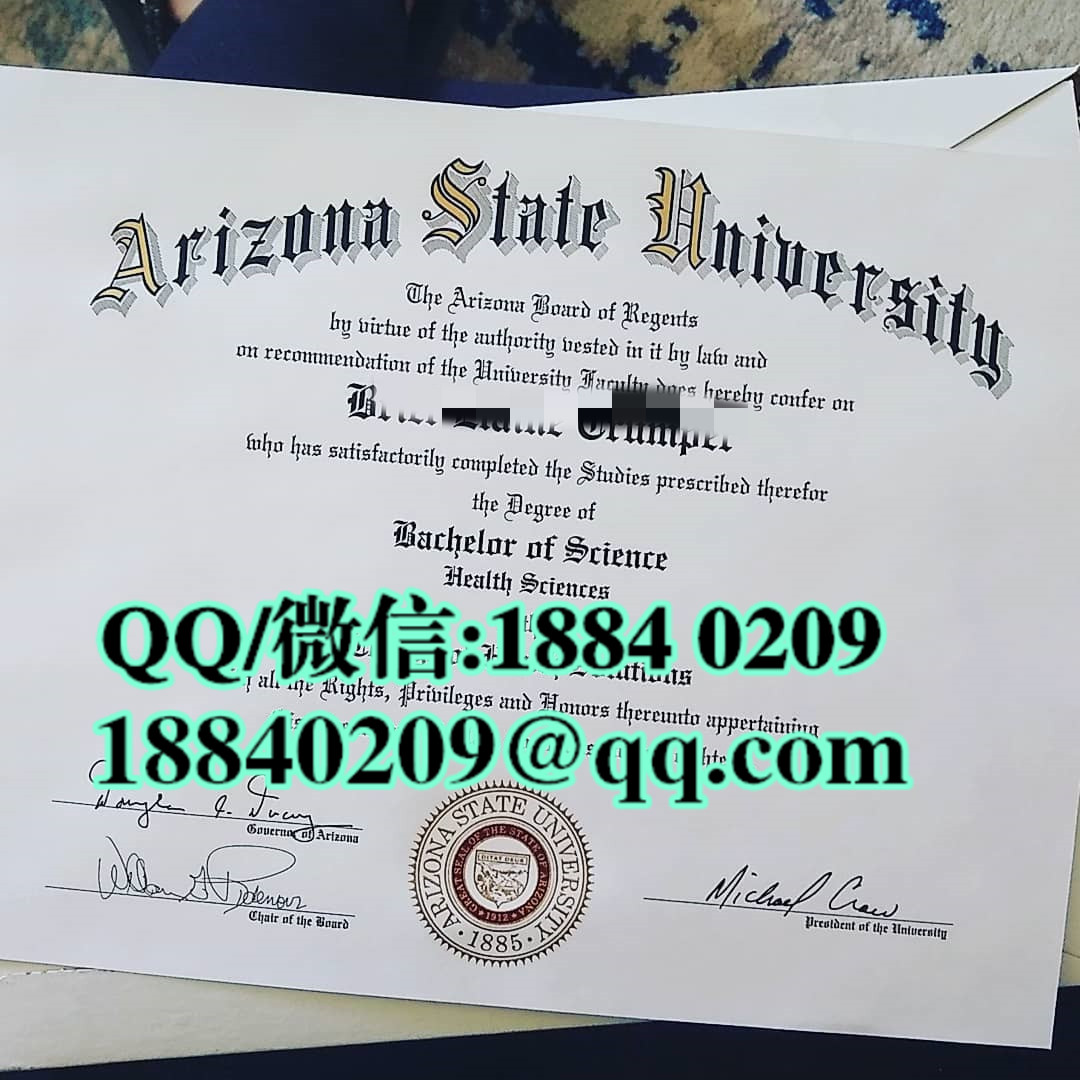 Arizona State University
The Arizona Board of Regents
by virtue of the authority vested in it by law and
on recommendation of the University Faculty does hereby confer on
who has satisfactorily completed the Studies prescribed therefor
the Degree of
Bachelor of Science
Health Sciences
QQ/微信:1884 0209
all the Rights, Privileges and Honors thereunto appertaining
18840209@qq.com
Governor of Arizona
Chair of the Board
ARIZONA STATE UNIVERSITY
GREAT SEAL OF THE STATE OF ARIZONA
DITAT DEUS
1912
1885
Michael Crow
President of the University